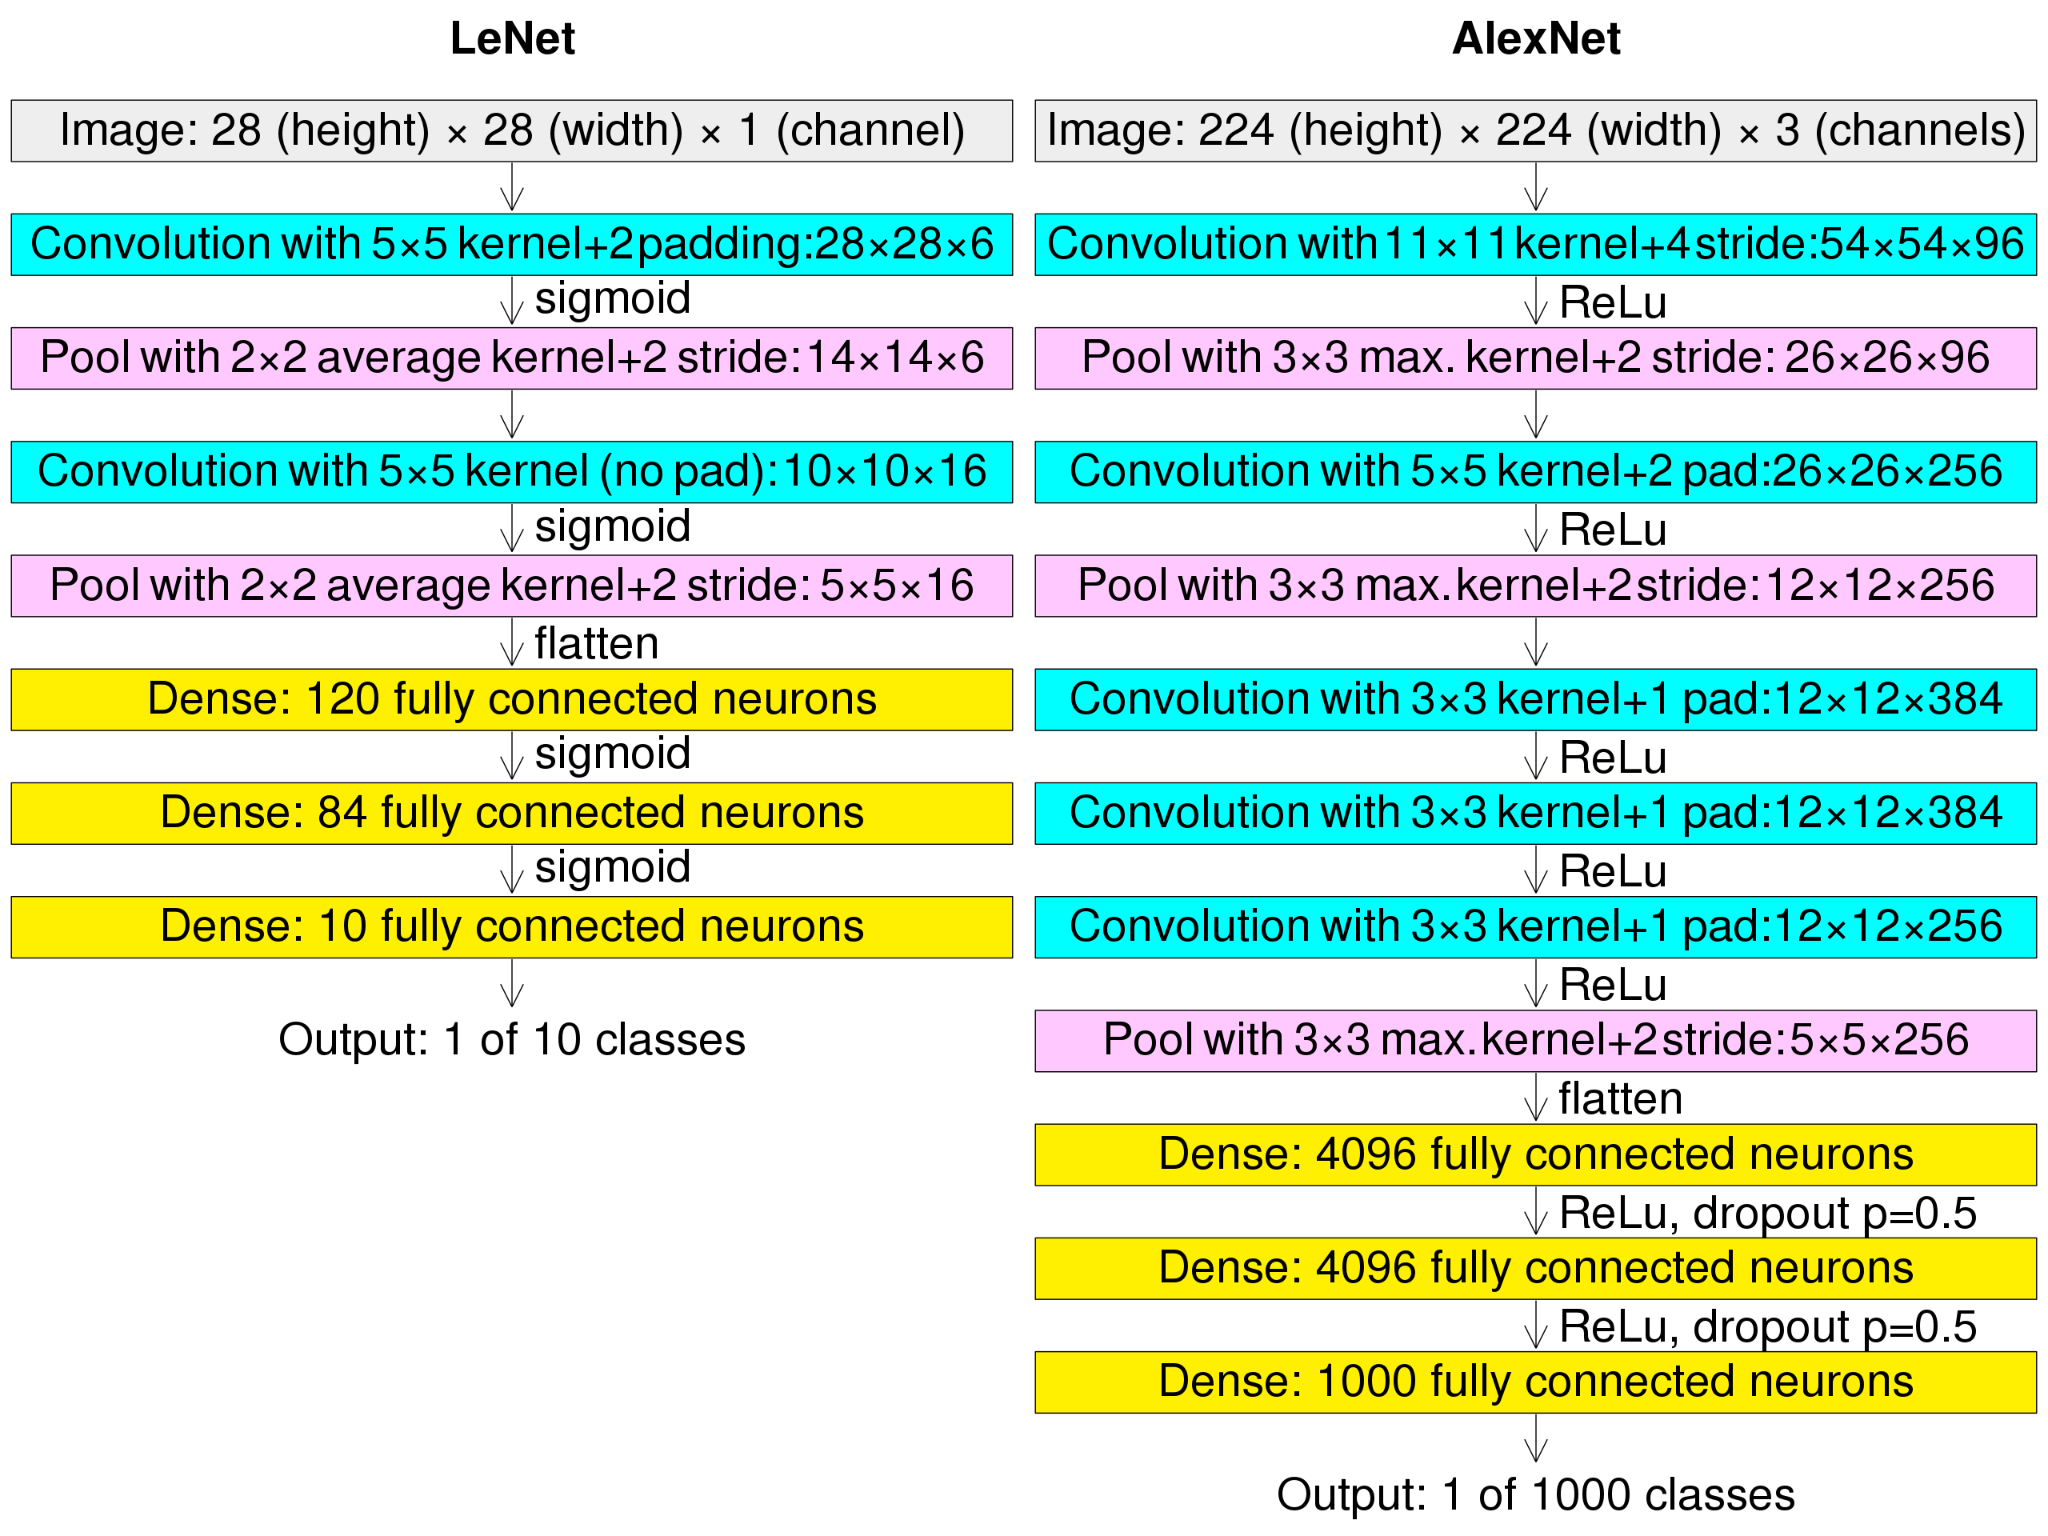 LeNet
Image: 28 (height) × 28 (width) × 1 (channel)
Convolution with 5×5 kernel+2padding:28×28×6
sigmoid
Pool with 2×2 average kernel+2 stride:14×14×6
Convolution with 5×5 kernel (no pad):10×10×16
sigmoid
Pool with 2×2 average kernel+2 stride: 5×5×16
flatten
Dense: 120 fully connected neurons
sigmoid
Dense: 84 fully connected neurons
sigmoid
Dense: 10 fully connected neurons
Output: 1 of 10 classes
AlexNet
Image: 224 (height) × 224 (width) × 3 (channels)
Convolution with 11×11 kernel+4 stride:54×54×96
ReLu
Pool with 3×3 max. kernel+2 stride: 26×26×96
Convolution with 5×5 kernel+2 pad:26×26×256
ReLu
Pool with 3×3 max.kernel+2stride:12×12×256
Convolution with 3×3 kernel+1 pad:12×12×384
ReLu
Convolution with 3×3 kernel+1 pad:12×12×384
ReLu
Convolution with 3×3 kernel+1 pad:12×12×256
ReLu
Pool with 3×3 max.kernel+2stride:5×5×256
flatten
Dense: 4096 fully connected neurons
ReLu, dropout p=0.5
Dense: 4096 fully connected neurons
ReLu, dropout p=0.5
Dense: 1000 fully connected neurons
Output: 1 of 1000 classes